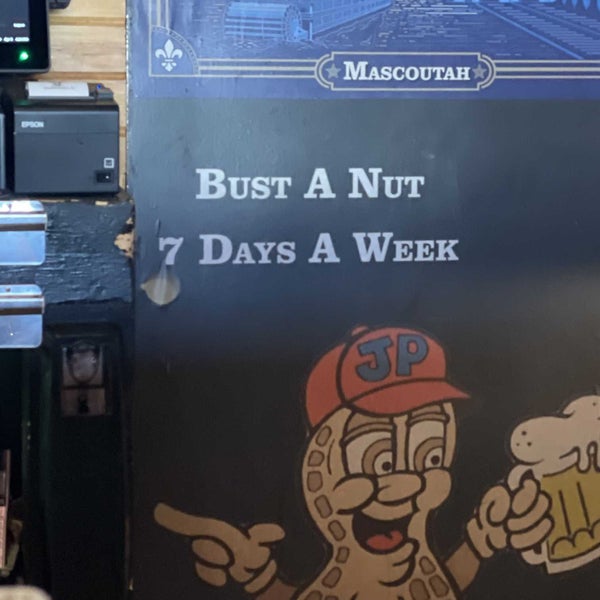 MASCOUTAH
EPSON
BUST A NUT
7 DAYS A WEEK
JP